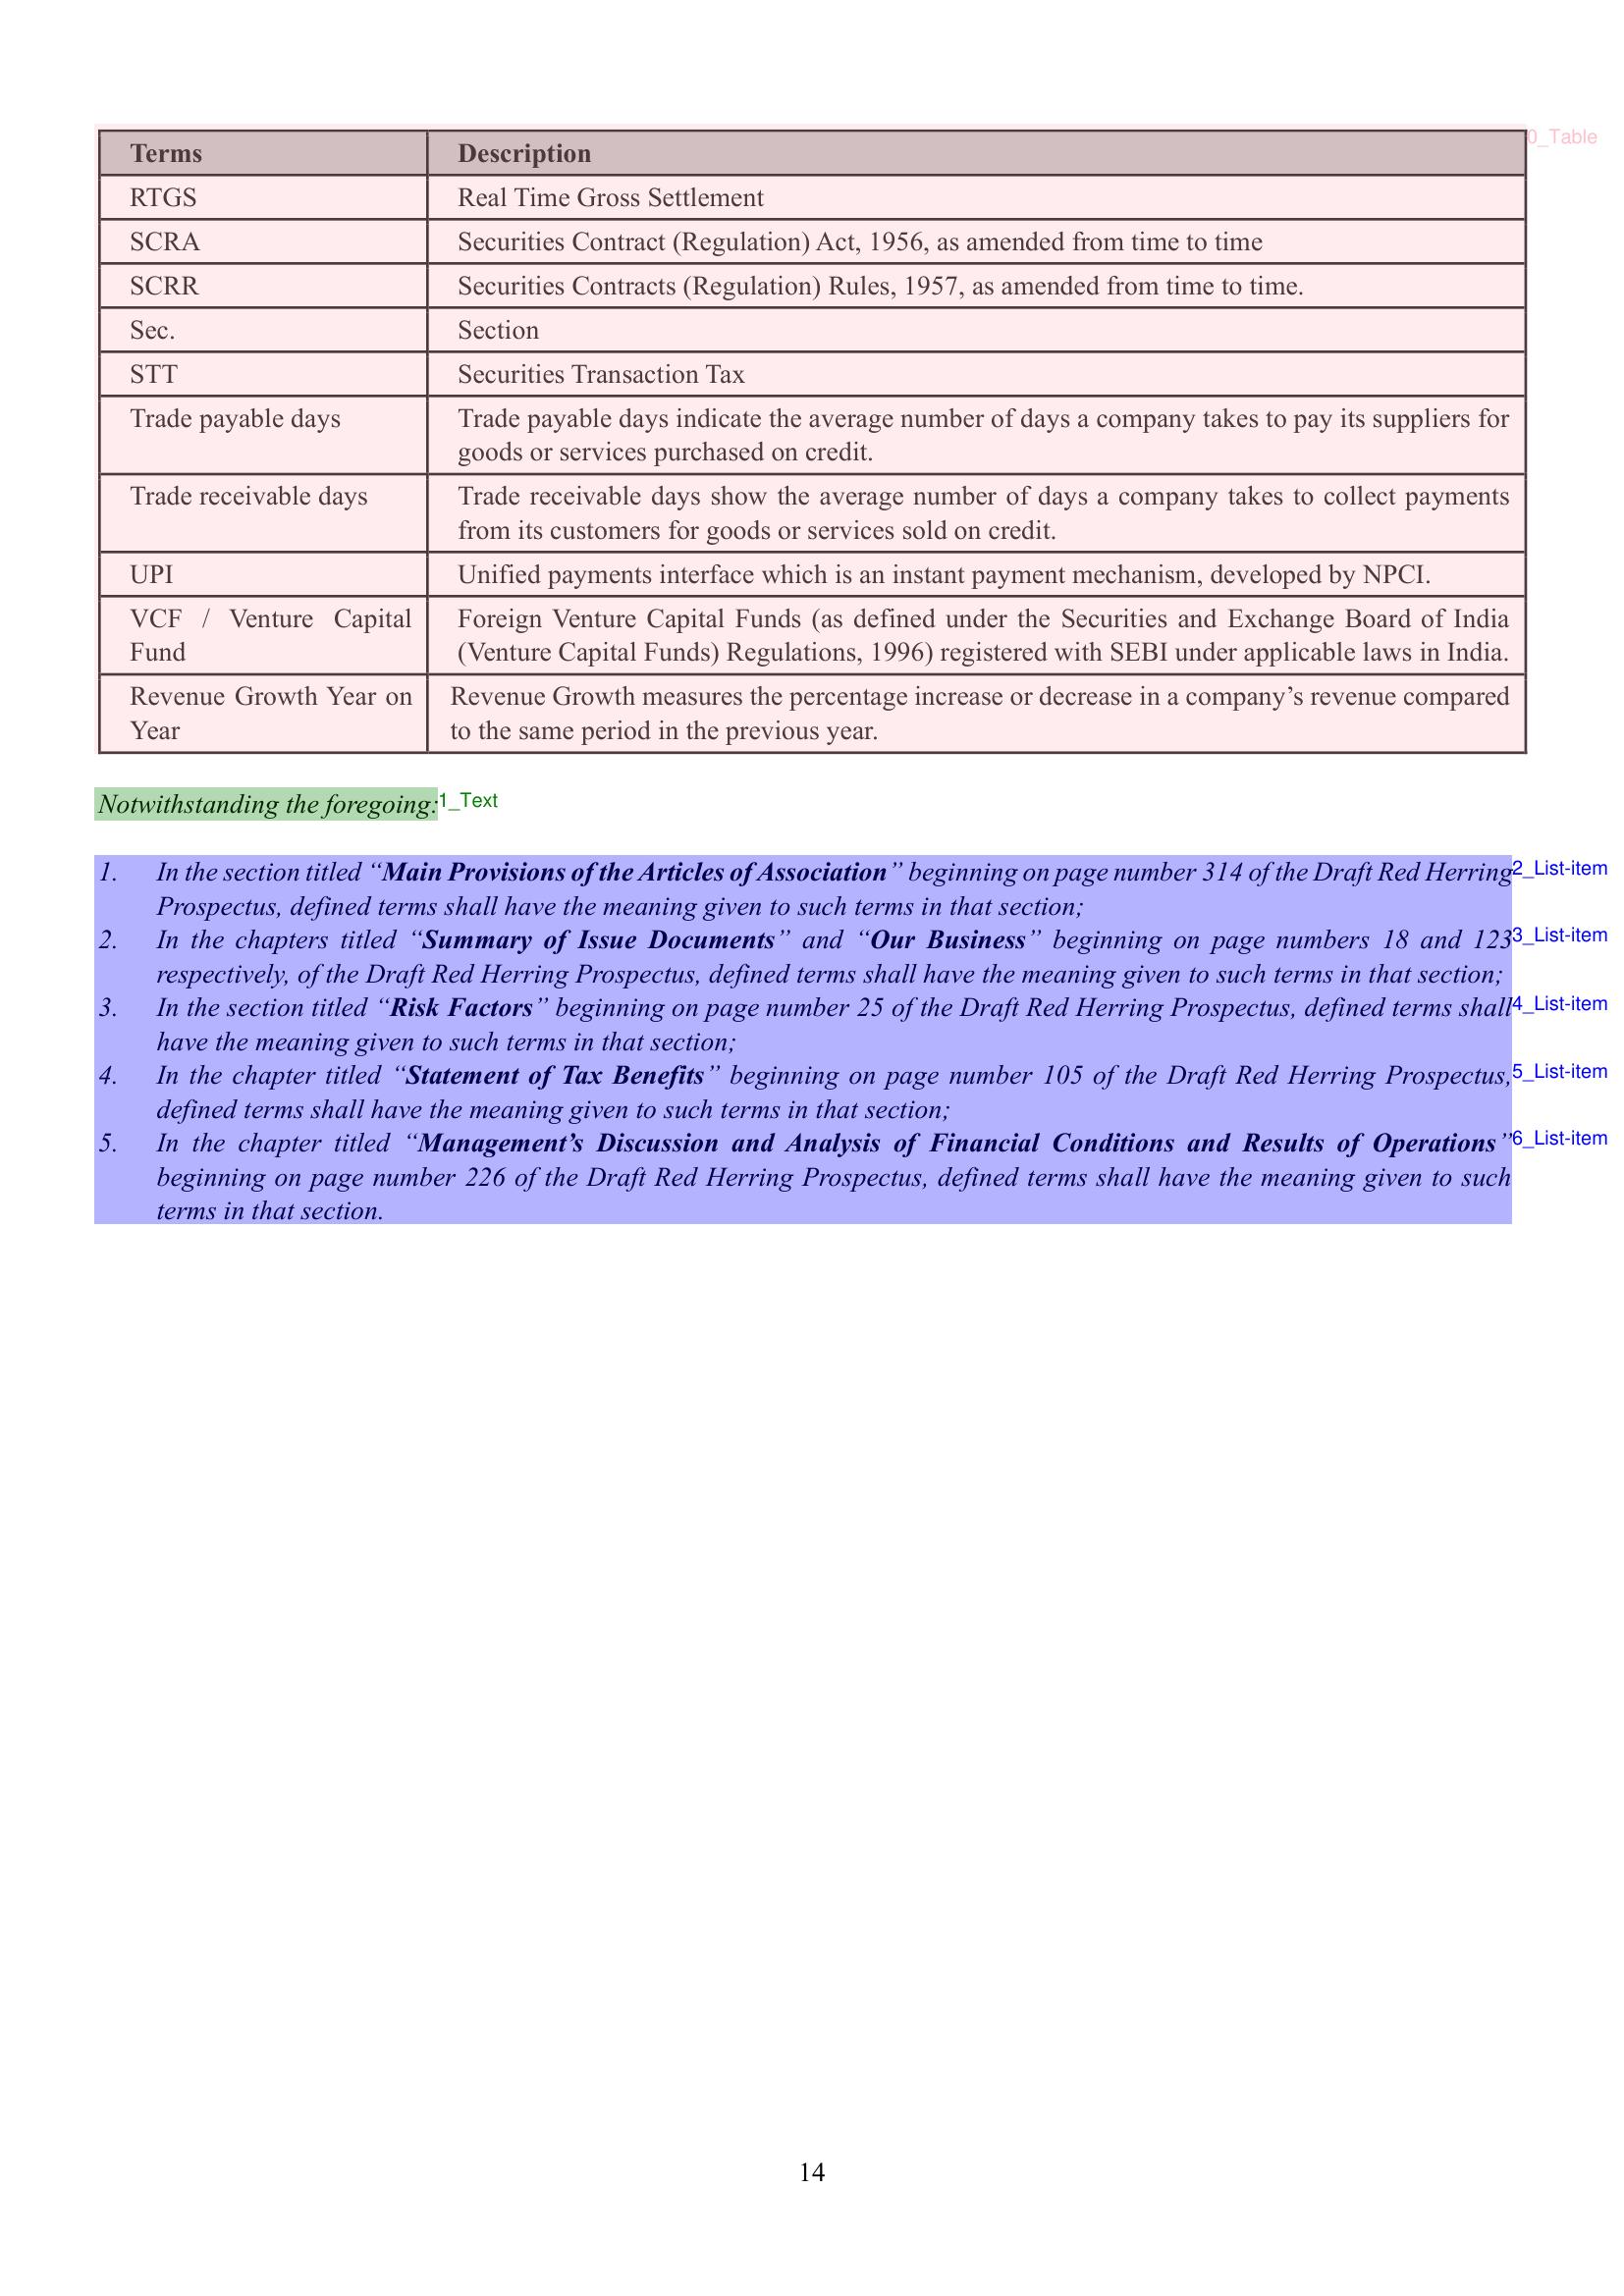 Terms Description 0_Table
RTGS Real Time Gross Settlement
SCRA Securities Contract (Regulation) Act, 1956, as amended from time to time
SCRR Securities Contracts (Regulation) Rules, 1957, as amended from time to time.
Sec. Section
STT Securities Transaction Tax
Trade payable days Trade payable days indicate the average number of days a company takes to pay its suppliers for
goods or services purchased on credit.
Trade receivable days Trade receivable days show the average number of days a company takes to collect payments
from its customers for goods or services sold on credit.
UPI Unified payments interface which is an instant payment mechanism, developed by NPCI.
VCF / Venture Capital Foreign Venture Capital Funds (as defined under the Securities and Exchange Board of India
Fund (Venture Capital Funds) Regulations, 1996) registered with SEBI under applicable laws in India.
Revenue Growth Year on Revenue Growth measures the percentage increase or decrease in a company’s revenue compared
Year to the same period in the previous year.
Notwithstanding the foregoing: 1_Text
1. In the section titled “Main Provisions of the Articles of Association” beginning on page number 314 of the Draft Red Herring 2_List-item
Prospectus, defined terms shall have the meaning given to such terms in that section;
2. In the chapters titled “Summary of Issue Documents” and “Our Business” beginning on page numbers 18 and 123 3_List-item
respectively, of the Draft Red Herring Prospectus, defined terms shall have the meaning given to such terms in that section;
3. In the section titled “Risk Factors” beginning on page number 25 of the Draft Red Herring Prospectus, defined terms shall 4_List-item
have the meaning given to such terms in that section;
4. In the chapter titled “Statement of Tax Benefits” beginning on page number 105 of the Draft Red Herring Prospectus, 5_List-item
defined terms shall have the meaning given to such terms in that section;
5. In the chapter titled “Management’s Discussion and Analysis of Financial Conditions and Results of Operations” 6_List-item
beginning on page number 226 of the Draft Red Herring Prospectus, defined terms shall have the meaning given to such
terms in that section.
14